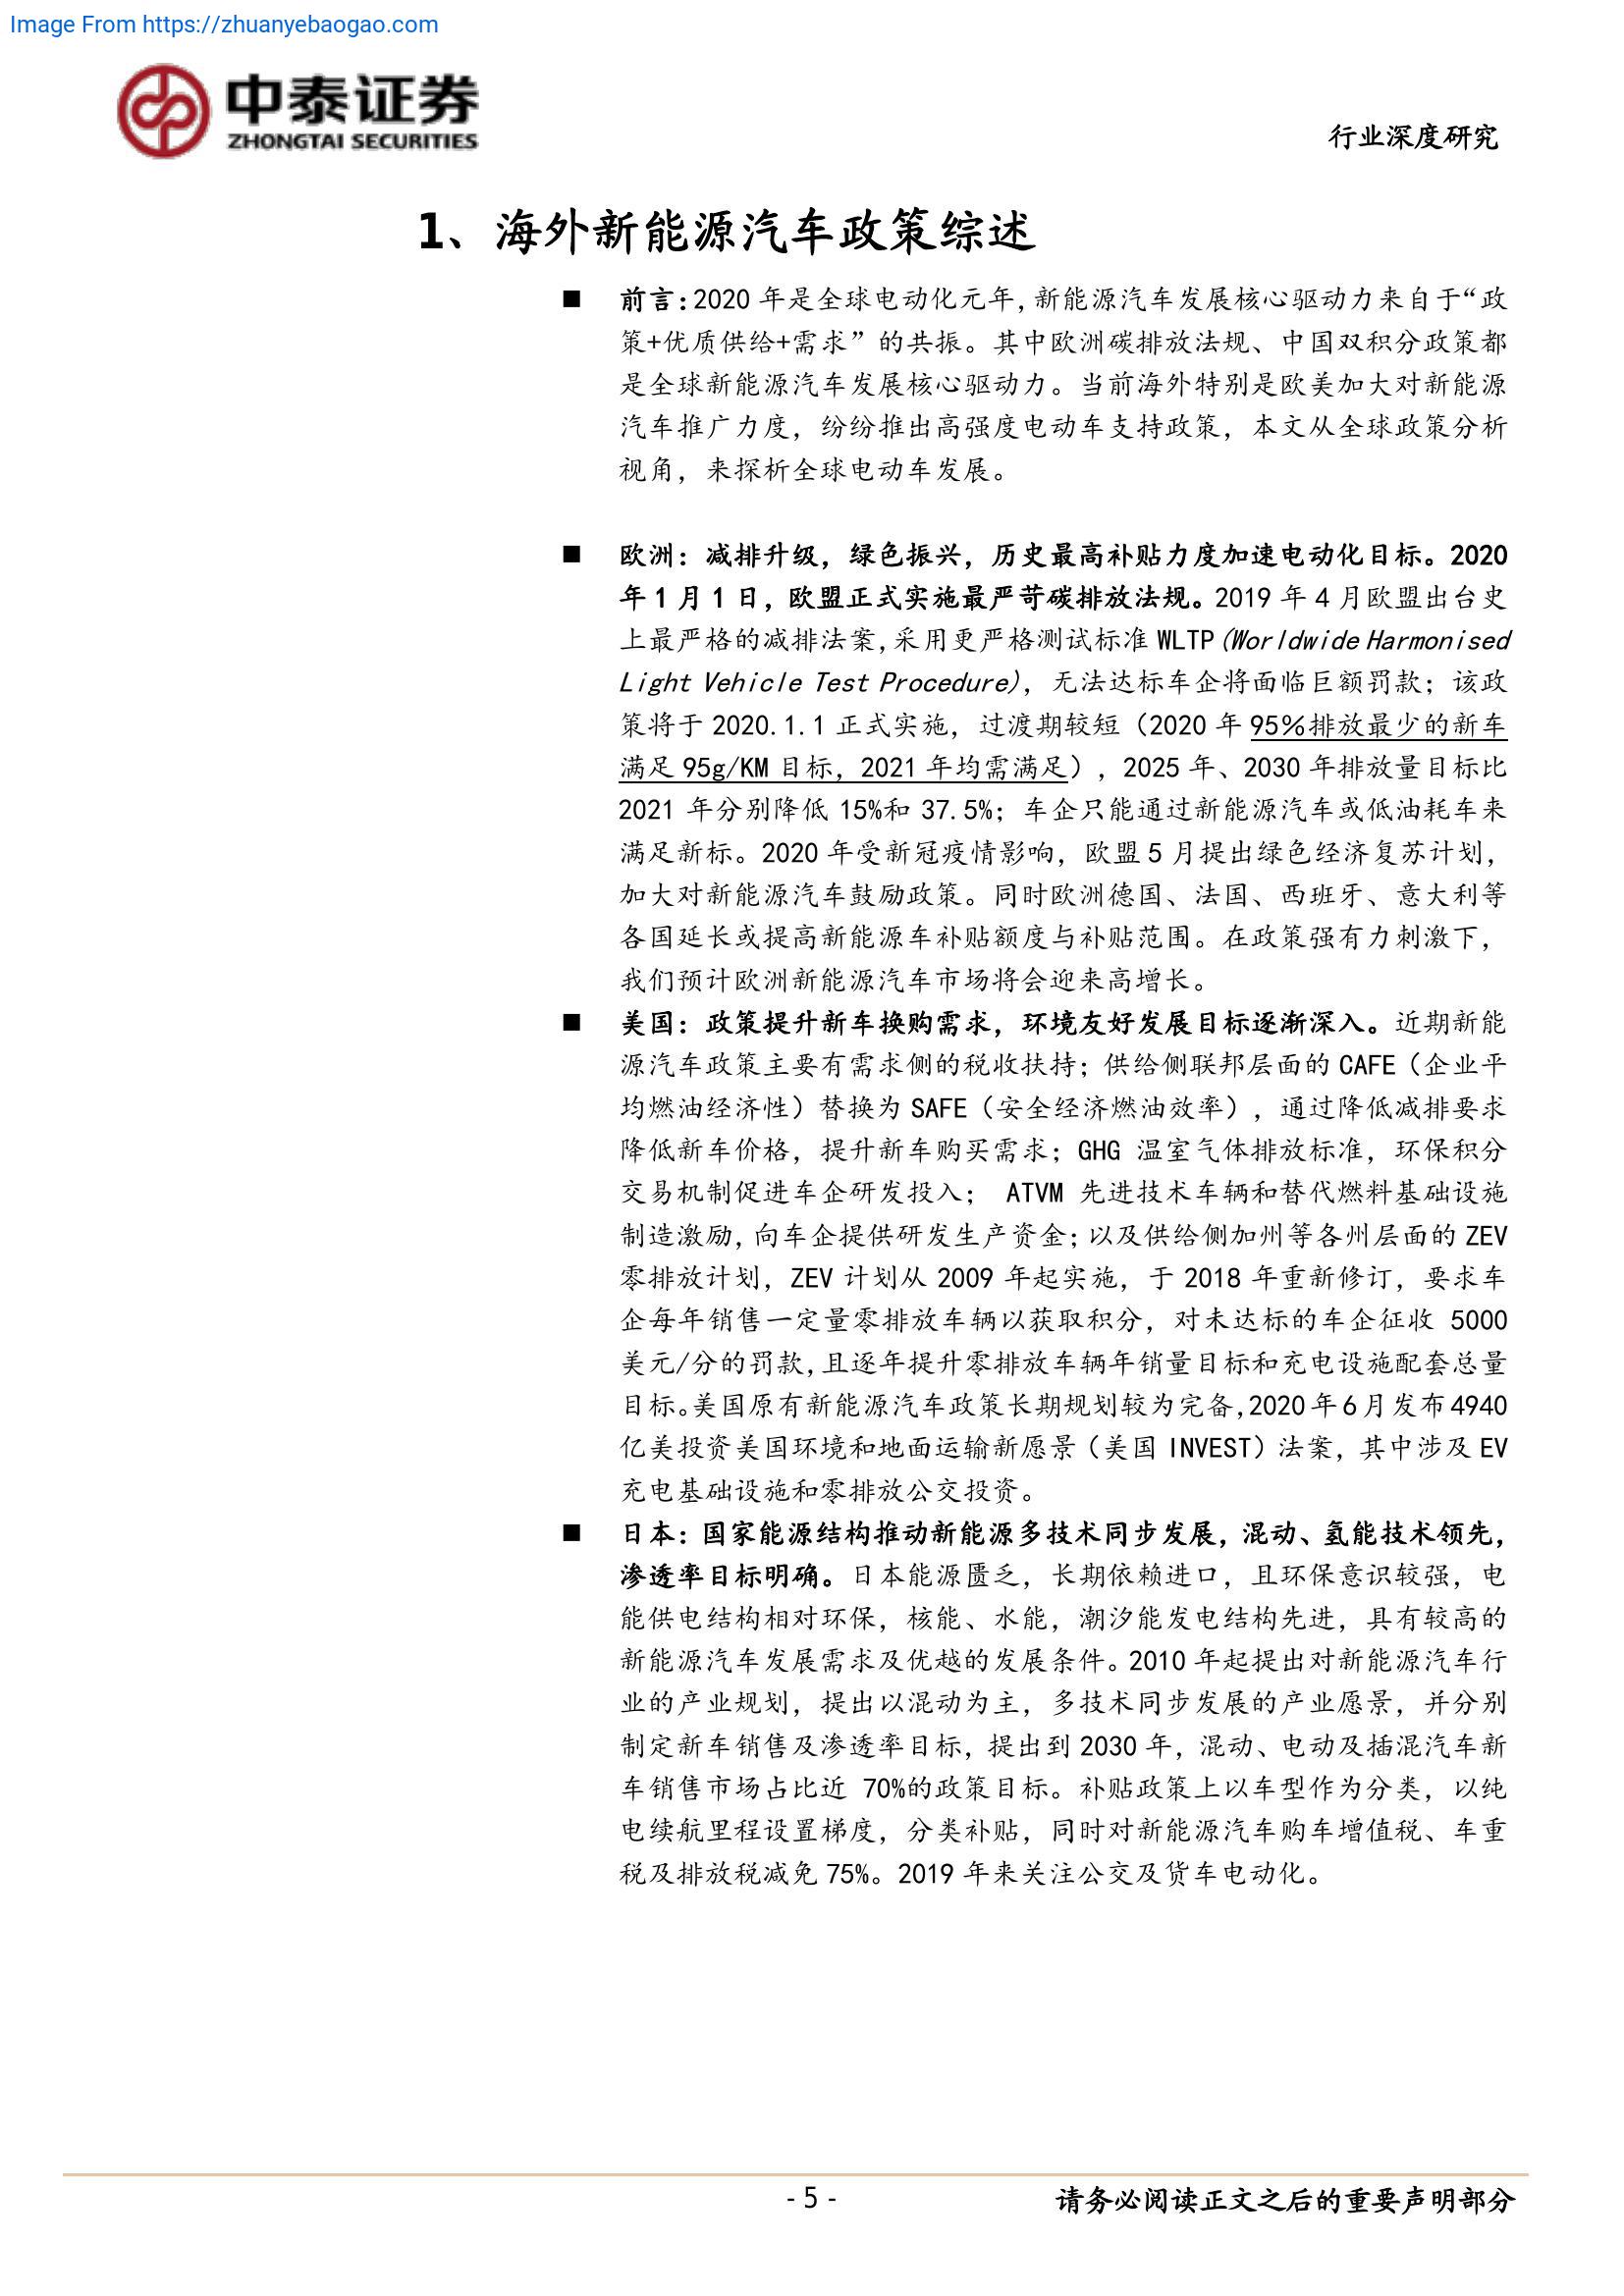 Image From https://zhuanyebaogao.com
中泰证券
ZHONGTAI SECURITIES
行业深度研究
1、海外新能源汽车政策综述
■ 前言:2020 年是全球电动化元年,新能源汽车发展核心驱动力来自于“政
策+优质供给+需求”的共振。其中欧洲碳排放法规、中国双积分政策都
是全球新能源汽车发展核心驱动力。当前海外特别是欧美加大对新能源
汽车推广力度，纷纷推出高强度电动车支持政策，本文从全球政策分析
视角，来探析全球电动车发展。
■ 欧洲：减排升级，绿色振兴，历史最高补贴力度加速电动化目标。2020
年 1 月 1 日，欧盟正式实施最严苛碳排放法规。2019 年 4 月欧盟出台史
上最严格的减排法案,采用更严格测试标准 WLTP(Worldwide Harmonised
Light Vehicle Test Procedure)，无法达标车企将面临巨额罚款；该政
策将于 2020.1.1 正式实施，过渡期较短（2020 年 95%排放最少的新车
满足 95g/KM 目标，2021 年均需满足），2025 年、2030 年排放量目标比
2021 年分别降低 15%和 37.5%；车企只能通过新能源汽车或低油耗车来
满足新标。2020 年受新冠疫情影响，欧盟 5 月提出绿色经济复苏计划，
加大对新能源汽车鼓励政策。同时欧洲德国、法国、西班牙、意大利等
各国延长或提高新能源车补贴额度与补贴范围。在政策强有力刺激下，
我们预计欧洲新能源汽车市场将会迎来高增长。
■ 美国：政策提升新车换购需求，环境友好发展目标逐渐深入。近期新能
源汽车政策主要有需求侧的税收扶持；供给侧联邦层面的 CAFE（企业平
均燃油经济性）替换为 SAFE（安全经济燃油效率），通过降低减排要求
降低新车价格，提升新车购买需求；GHG 温室气体排放标准，环保积分
交易机制促进车企研发投入； ATVM 先进技术车辆和替代燃料基础设施
制造激励,向车企提供研发生产资金;以及供给侧加州等各州层面的 ZEV
零排放计划，ZEV 计划从 2009 年起实施，于 2018 年重新修订，要求车
企每年销售一定量零排放车辆以获取积分，对未达标的车企征收 5000
美元/分的罚款,且逐年提升零排放车辆年销量目标和充电设施配套总量
目标。美国原有新能源汽车政策长期规划较为完备,2020 年 6 月发布 4940
亿美投资美国环境和地面运输新愿景（美国 INVEST）法案，其中涉及 EV
充电基础设施和零排放公交投资。
■ 日本：国家能源结构推动新能源多技术同步发展，混动、氢能技术领先，
渗透率目标明确。日本能源匮乏，长期依赖进口，且环保意识较强，电
能供电结构相对环保，核能、水能，潮汐能发电结构先进，具有较高的
新能源汽车发展需求及优越的发展条件。2010 年起提出对新能源汽车行
业的产业规划，提出以混动为主，多技术同步发展的产业愿景，并分别
制定新车销售及渗透率目标，提出到 2030 年，混动、电动及插混汽车新
车销售市场占比近 70%的政策目标。补贴政策上以车型作为分类，以纯
电续航里程设置梯度，分类补贴，同时对新能源汽车购车增值税、车重
税及排放税减免 75%。2019 年来关注公交及货车电动化。
- 5 -
请务必阅读正文之后的重要声明部分